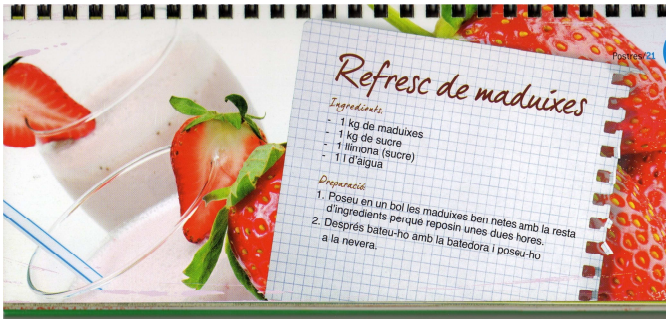 Postres/21
Refresc de maduixes
Ingredients:
- 1 kg de maduixes
- 1 kg de sucre
- 1 llimona (sucre)
- 1 l d'aigua
Preparació:
1. Poseu en un bol les maduixes ben netes amb la resta
d'ingredients perquè reposin unes dues hores.
2. Després bateu-ho amb la batedora i poseu-ho
a la nevera.